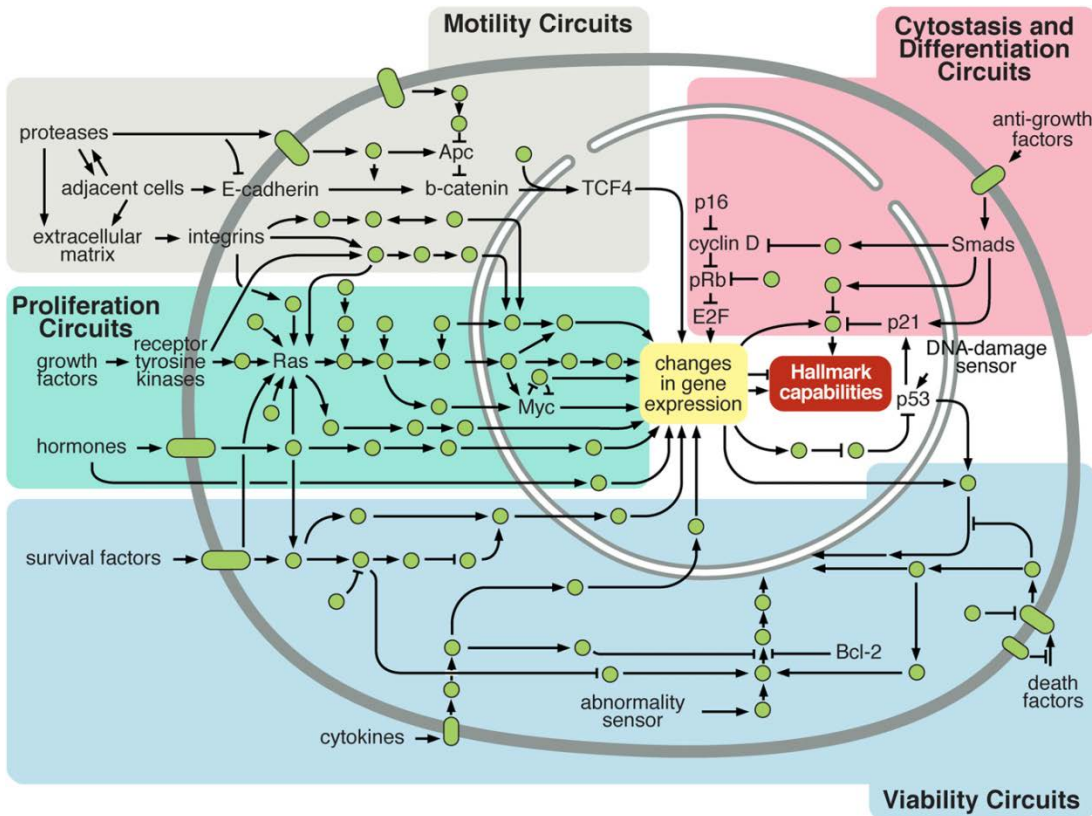 Motility Circuits
Cytostasis and
Differentiation
Circuits
proteases
anti-growth
factors
Apc
adjacent cells
E-cadherin
b-catenin
TCF4
p16
extracellular
matrix
integrins
cyclin D
Smads
pRb
Proliferation
Circuits
E2F
p21
growth
factors
receptor
tyrosine
kinases
Ras
changes
in gene
expression
Hallmark
capabilities
DNA-damage
sensor
Myc
p53
hormones
survival factors
Bcl-2
abnormality
sensor
death
factors
cytokines
Viability Circuits